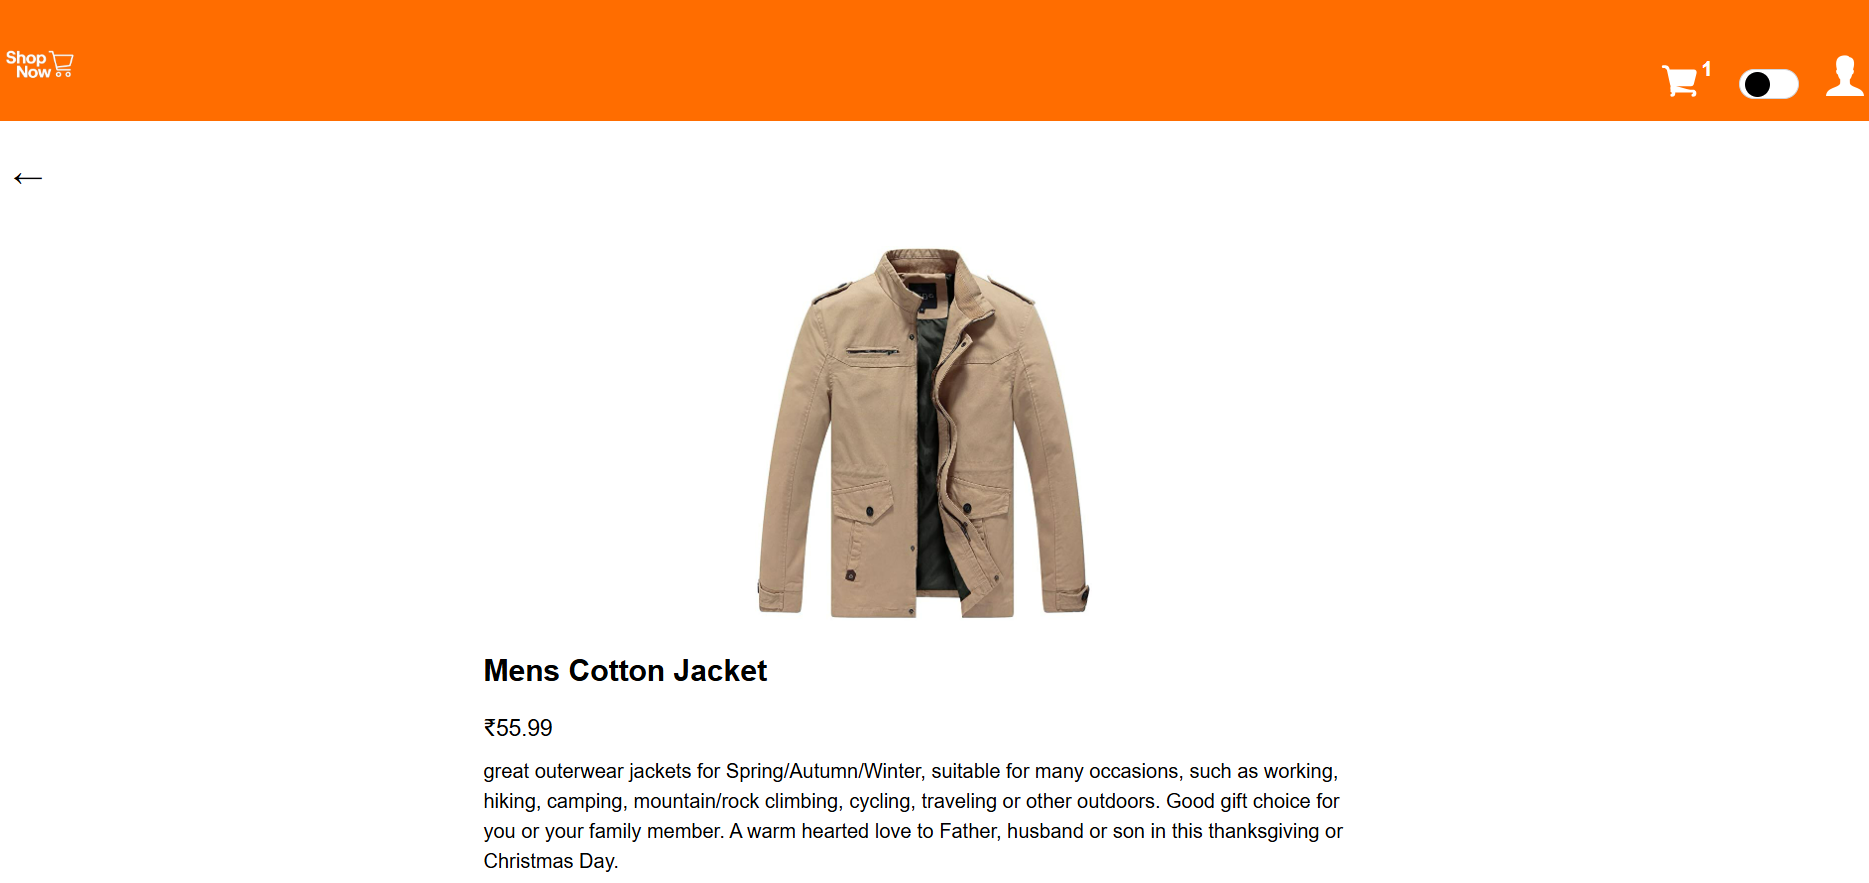 Shop
Now
1
←
Mens Cotton Jacket
₹55.99
great outerwear jackets for Spring/Autumn/Winter, suitable for many occasions, such as working,
hiking, camping, mountain/rock climbing, cycling, traveling or other outdoors. Good gift choice for
you or your family member. A warm hearted love to Father, husband or son in this thanksgiving or
Christmas Day.